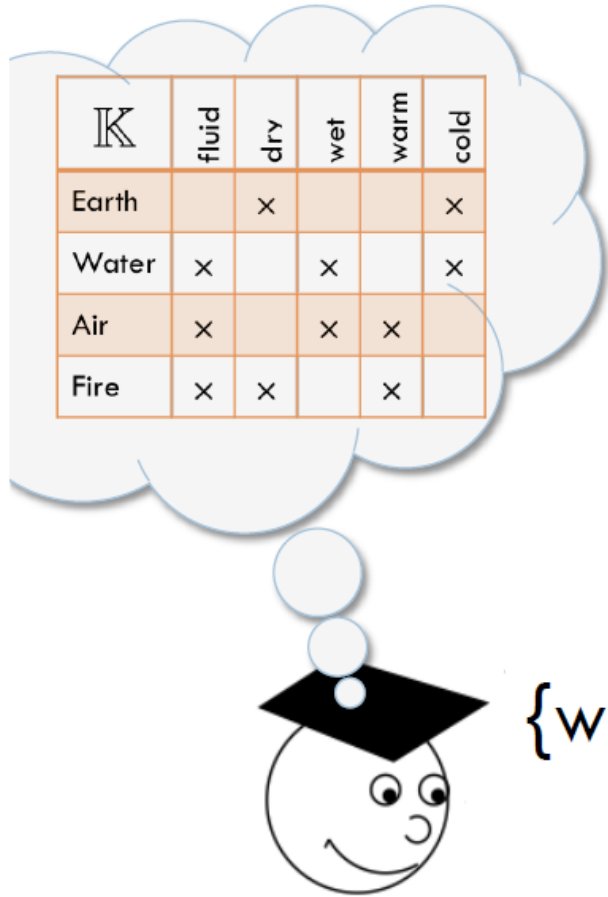 𝕂 fluid dry wet warm cold
Earth × ×
Water × × ×
Air × × ×
Fire × × ×
{w